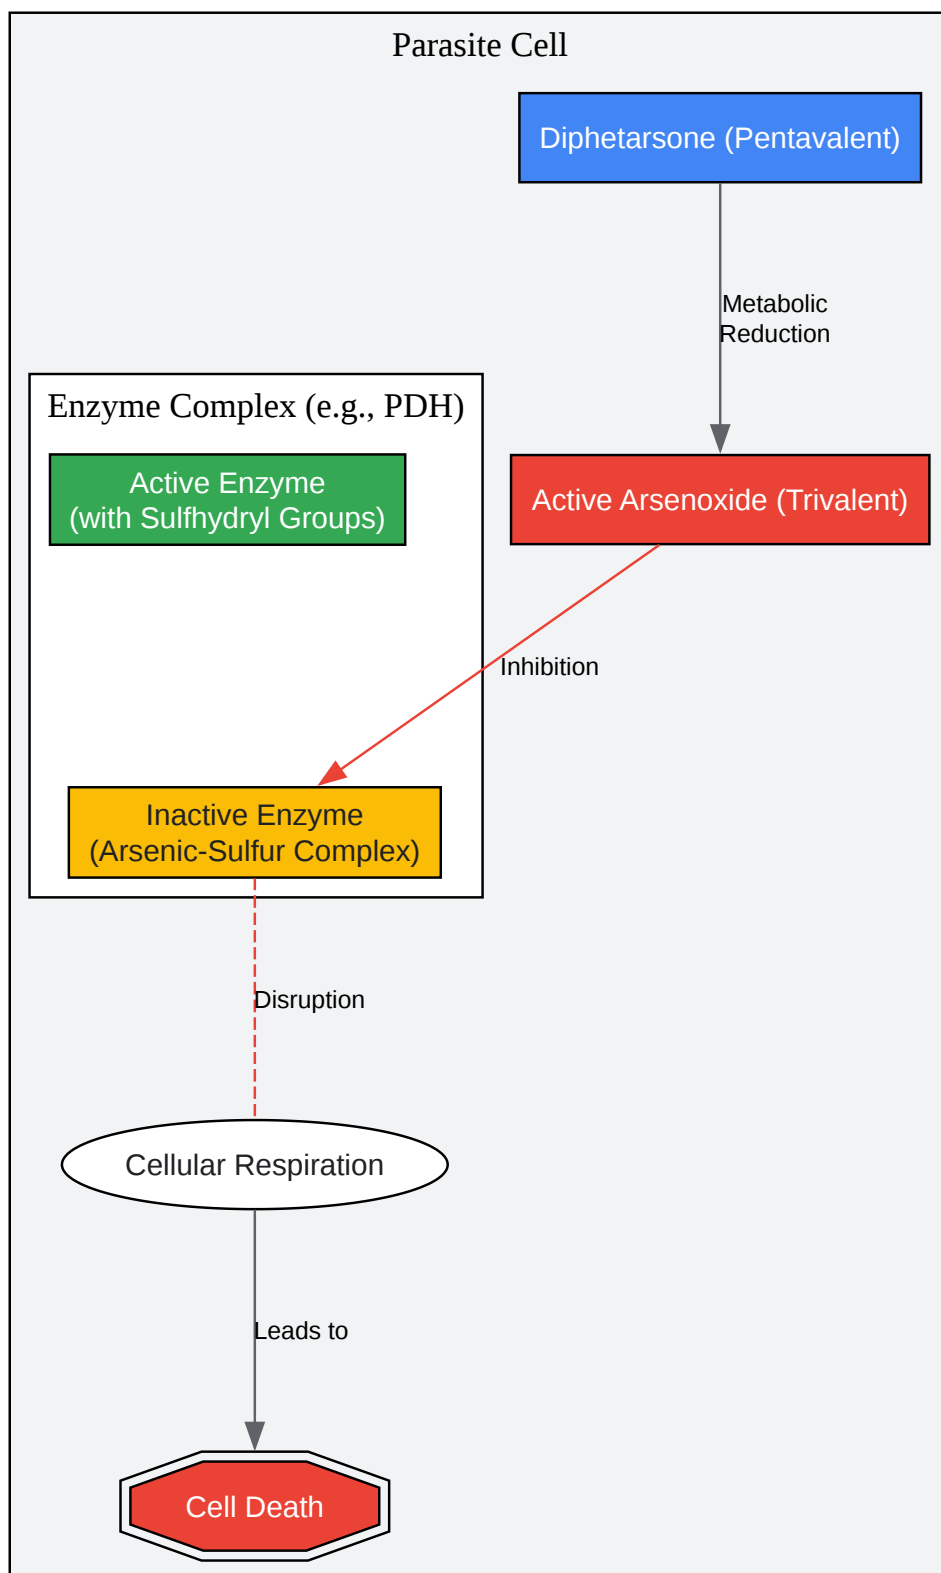 Parasite Cell
Diphetarsone (Pentavalent)
Metabolic
Reduction
Enzyme Complex (e.g., PDH)
Active Enzyme
(with Sulfhydryl Groups)
Active Arsenoxide (Trivalent)
Inhibition
Inactive Enzyme
(Arsenic-Sulfur Complex)
Disruption
Cellular Respiration
Leads to
Cell Death